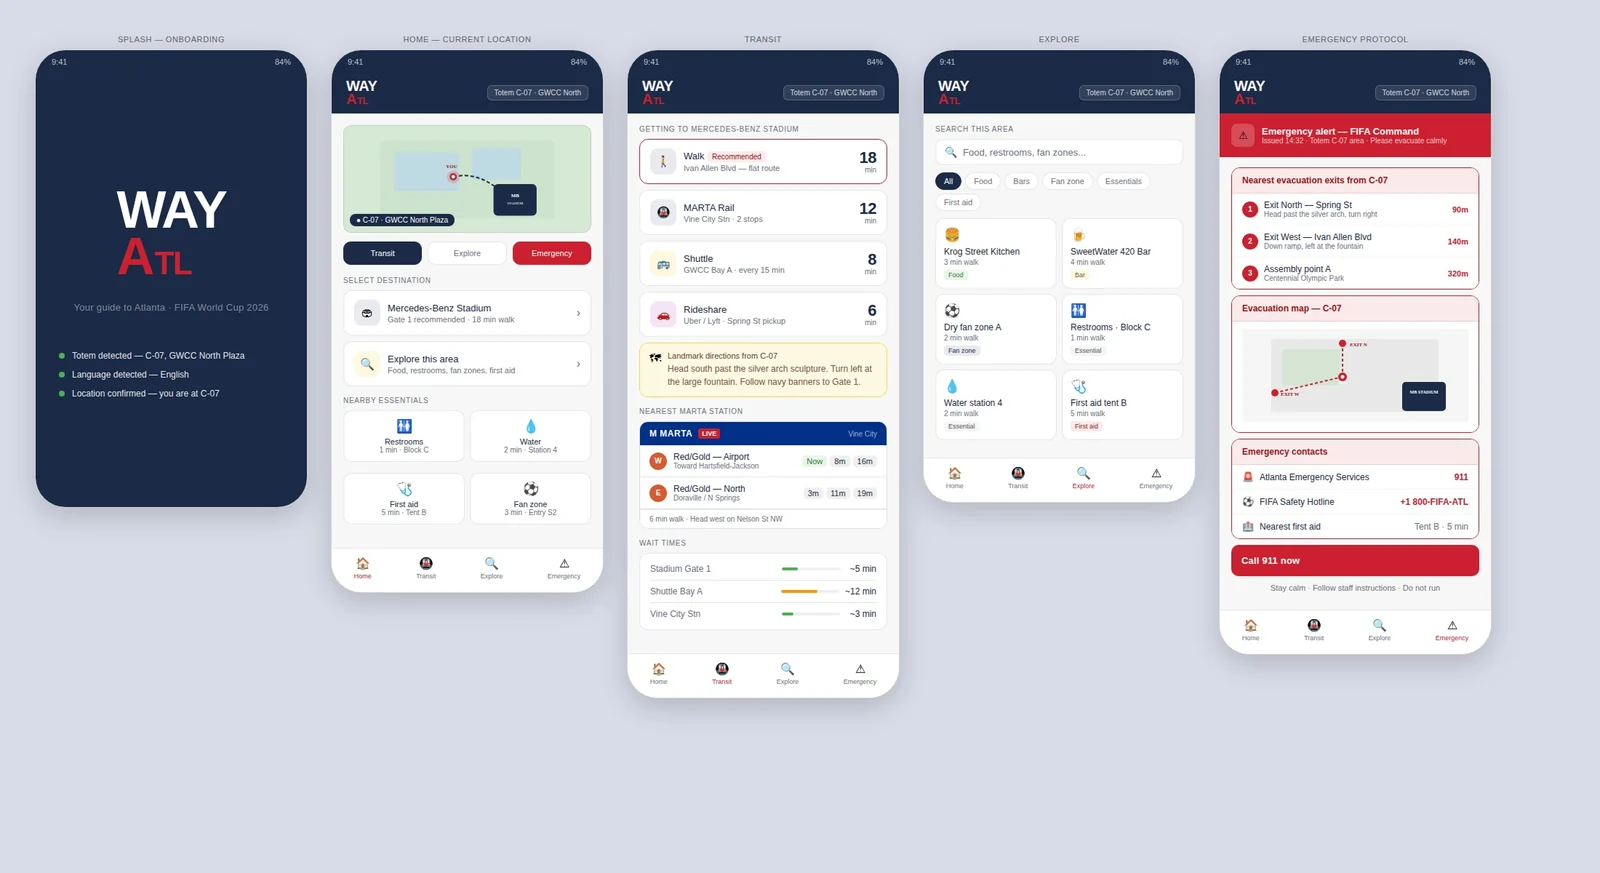 SPLASH — ONBOARDING
9:41
84%
WAY
ATL
Your guide to Atlanta · FIFA World Cup 2026
Totem detected — C-07, GWCC North Plaza
Language detected — English
Location confirmed — you are at C-07
HOME — CURRENT LOCATION
9:41
84%
WAY
ATL
Totem C-07 · GWCC North
YOU
MB
STADIUM
● C-07 · GWCC North Plaza
Transit
Explore
Emergency
SELECT DESTINATION
Mercedes-Benz Stadium
Gate 1 recommended · 18 min walk
Explore this area
Food, restrooms, fan zones, first aid
NEARBY ESSENTIALS
Restrooms
1 min · Block C
Water
2 min · Station 4
First aid
5 min · Tent B
Fan zone
3 min · Entry S2
Home
Transit
Explore
Emergency
TRANSIT
9:41
84%
WAY
ATL
Totem C-07 · GWCC North
GETTING TO MERCEDES-BENZ STADIUM
Walk Recommended
Ivan Allen Blvd — flat route
18
min
MARTA Rail
Vine City Stn · 2 stops
12
min
Shuttle
GWCC Bay A · every 15 min
8
min
Rideshare
Uber / Lyft · Spring St pickup
6
min
Landmark directions from C-07
Head south past the silver arch sculpture. Turn left at
the large fountain. Follow navy banners to Gate 1.
NEAREST MARTA STATION
M MARTA LIVE Vine City
W
Red/Gold — Airport
Toward Hartsfield-Jackson
Now 8m 16m
E
Red/Gold — North
Doraville / N Springs
3m 11m 19m
6 min walk · Head west on Nelson St NW
WAIT TIMES
Stadium Gate 1 ~5 min
Shuttle Bay A ~12 min
Vine City Stn ~3 min
Home
Transit
Explore
Emergency
EXPLORE
9:41
84%
WAY
ATL
Totem C-07 · GWCC North
SEARCH THIS AREA
Food, restrooms, fan zones...
All Food Bars Fan zone Essentials
First aid
Krog Street Kitchen
3 min walk
Food
SweetWater 420 Bar
4 min walk
Bar
Dry fan zone A
2 min walk
Fan zone
Restrooms · Block C
1 min walk
Essential
Water station 4
2 min walk
Essential
First aid tent B
5 min walk
First aid
Home
Transit
Explore
Emergency
EMERGENCY PROTOCOL
9:41
84%
WAY
ATL
Totem C-07 · GWCC North
Emergency alert — FIFA Command
Issued 14:32 · Totem C-07 area · Please evacuate calmly
Nearest evacuation exits from C-07
1
Exit North — Spring St
Head past the silver arch, turn right
90m
2
Exit West — Ivan Allen Blvd
Down ramp, left at the fountain
140m
3
Assembly point A
Centennial Olympic Park
320m
Evacuation map — C-07
EXIT N
EXIT W
MB STADIUM
Emergency contacts
Atlanta Emergency Services 911
FIFA Safety Hotline +1 800-FIFA-ATL
Nearest first aid Tent B · 5 min
Call 911 now
Stay calm · Follow staff instructions · Do not run
Home
Transit
Explore
Emergency